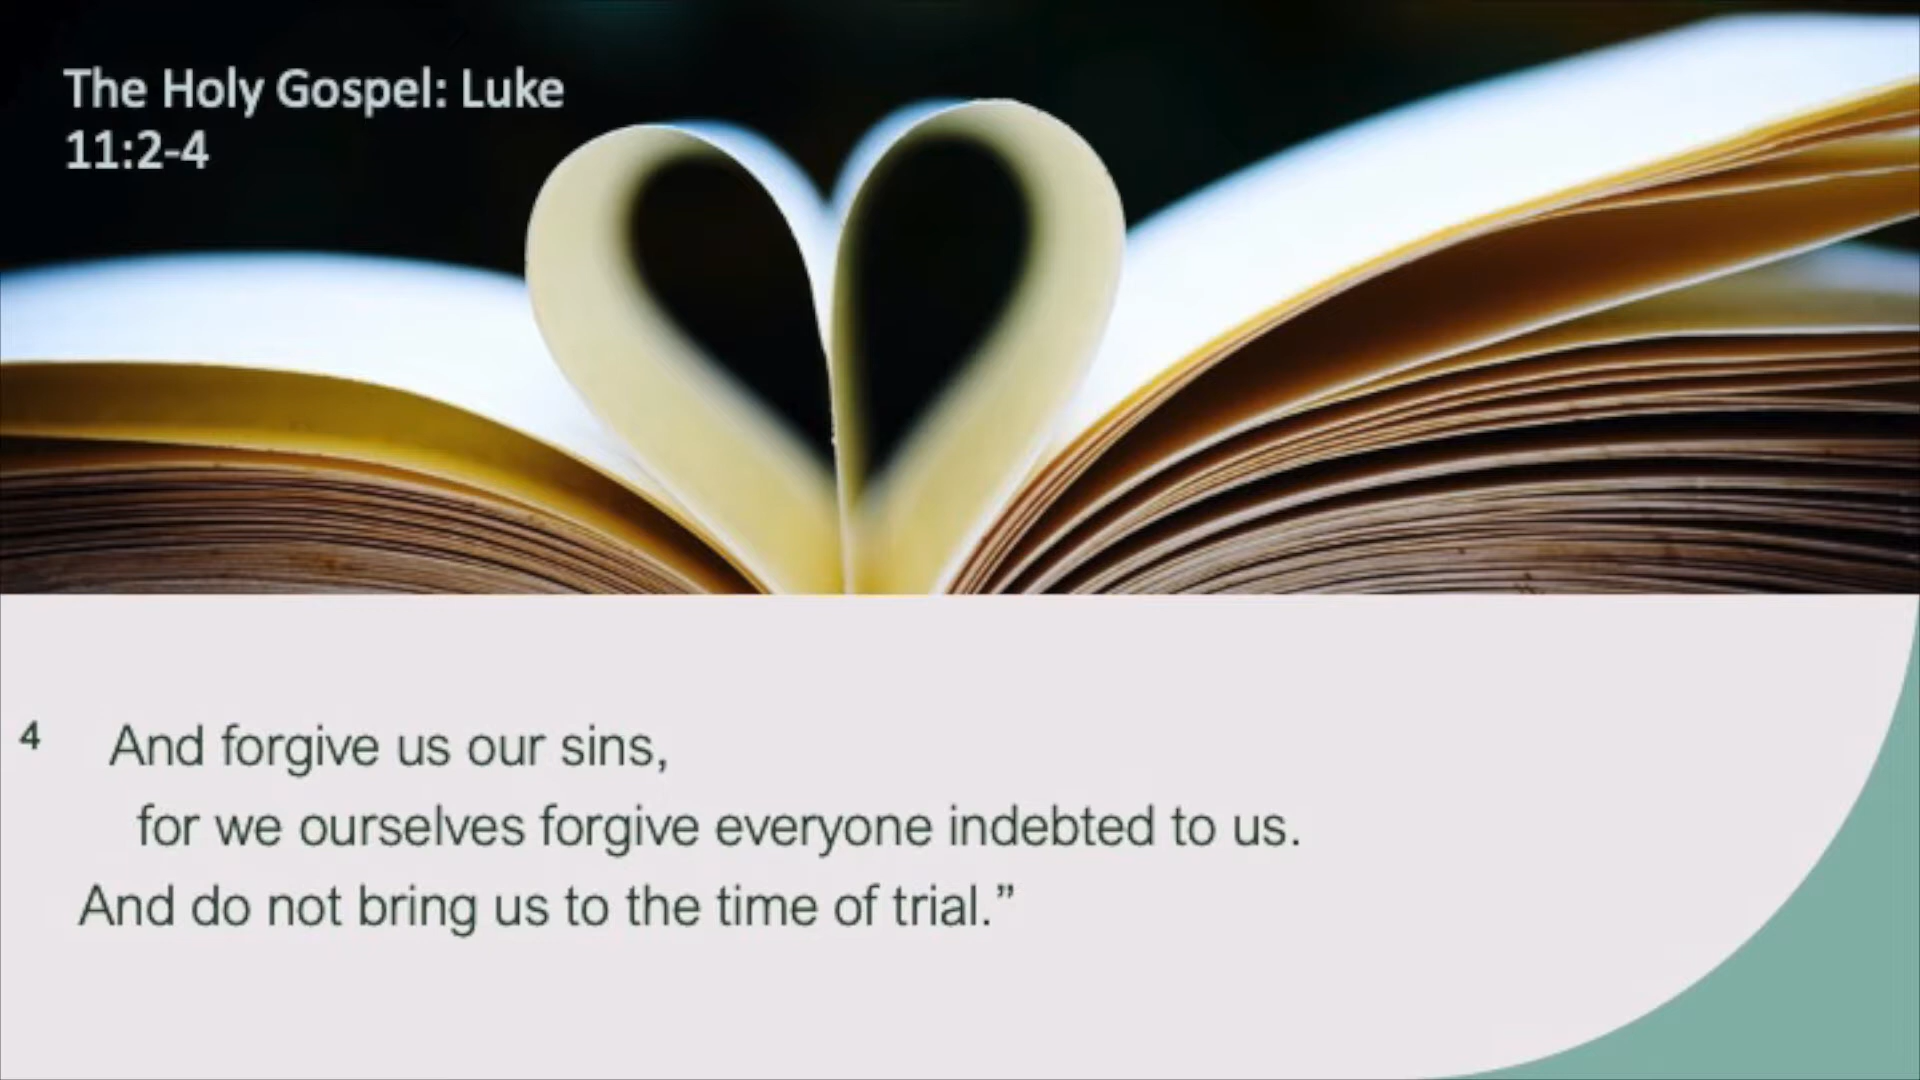 The Holy Gospel: Luke
11:2-4
4 And forgive us our sins,
for we ourselves forgive everyone indebted to us.
And do not bring us to the time of trial.”